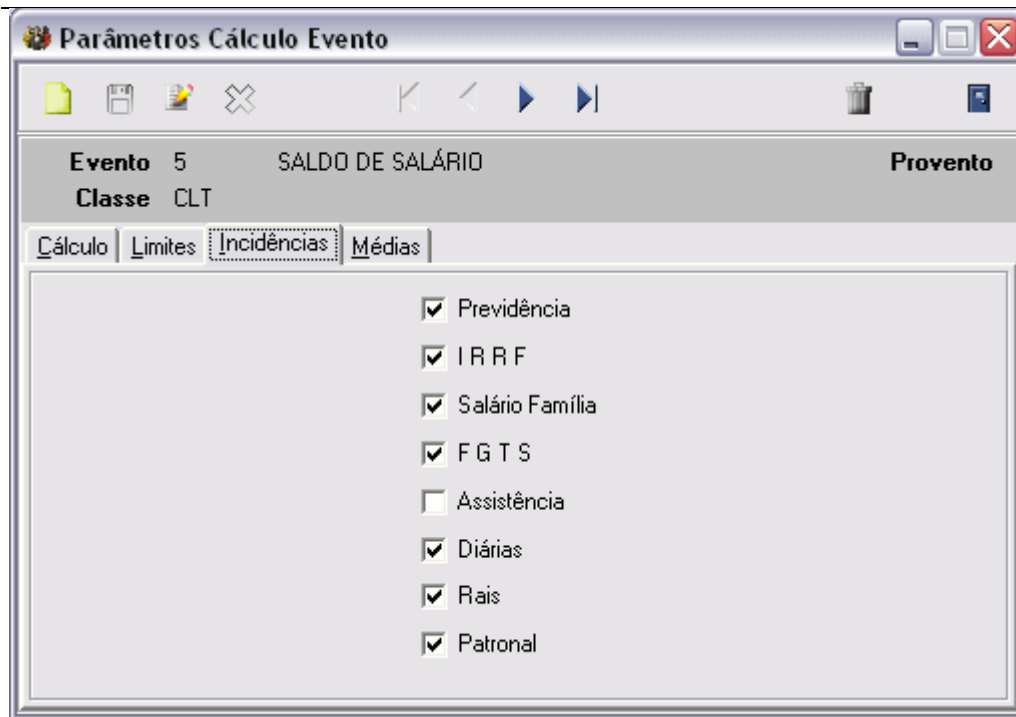 Parâmetros Cálculo Evento
Evento 5 SALDO DE SALÁRIO Provento
Classe CLT
Cálculo Limites Incidências Médias
Previdência
I R R F
Salário Família
F G T S
Assistência
Diárias
Rais
Patronal